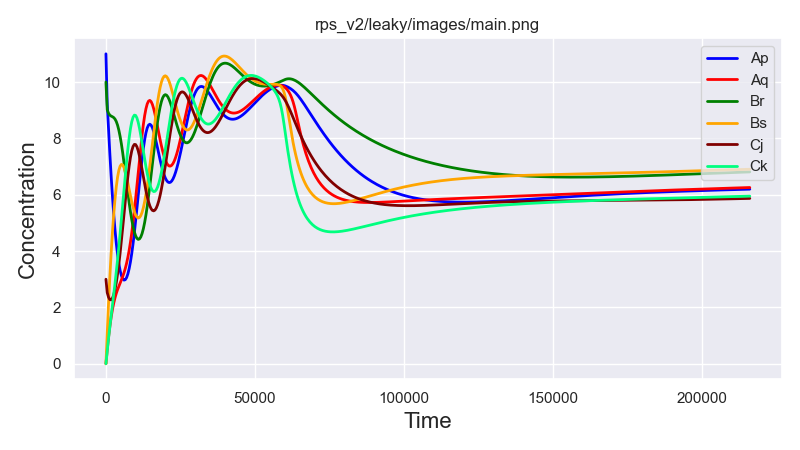 rps_v2/leaky/images/main.png
Concentration
10
8
6
4
2
0
Ap
Aq
Br
Bs
Cj
Ck
0
50000
100000
150000
200000
Time